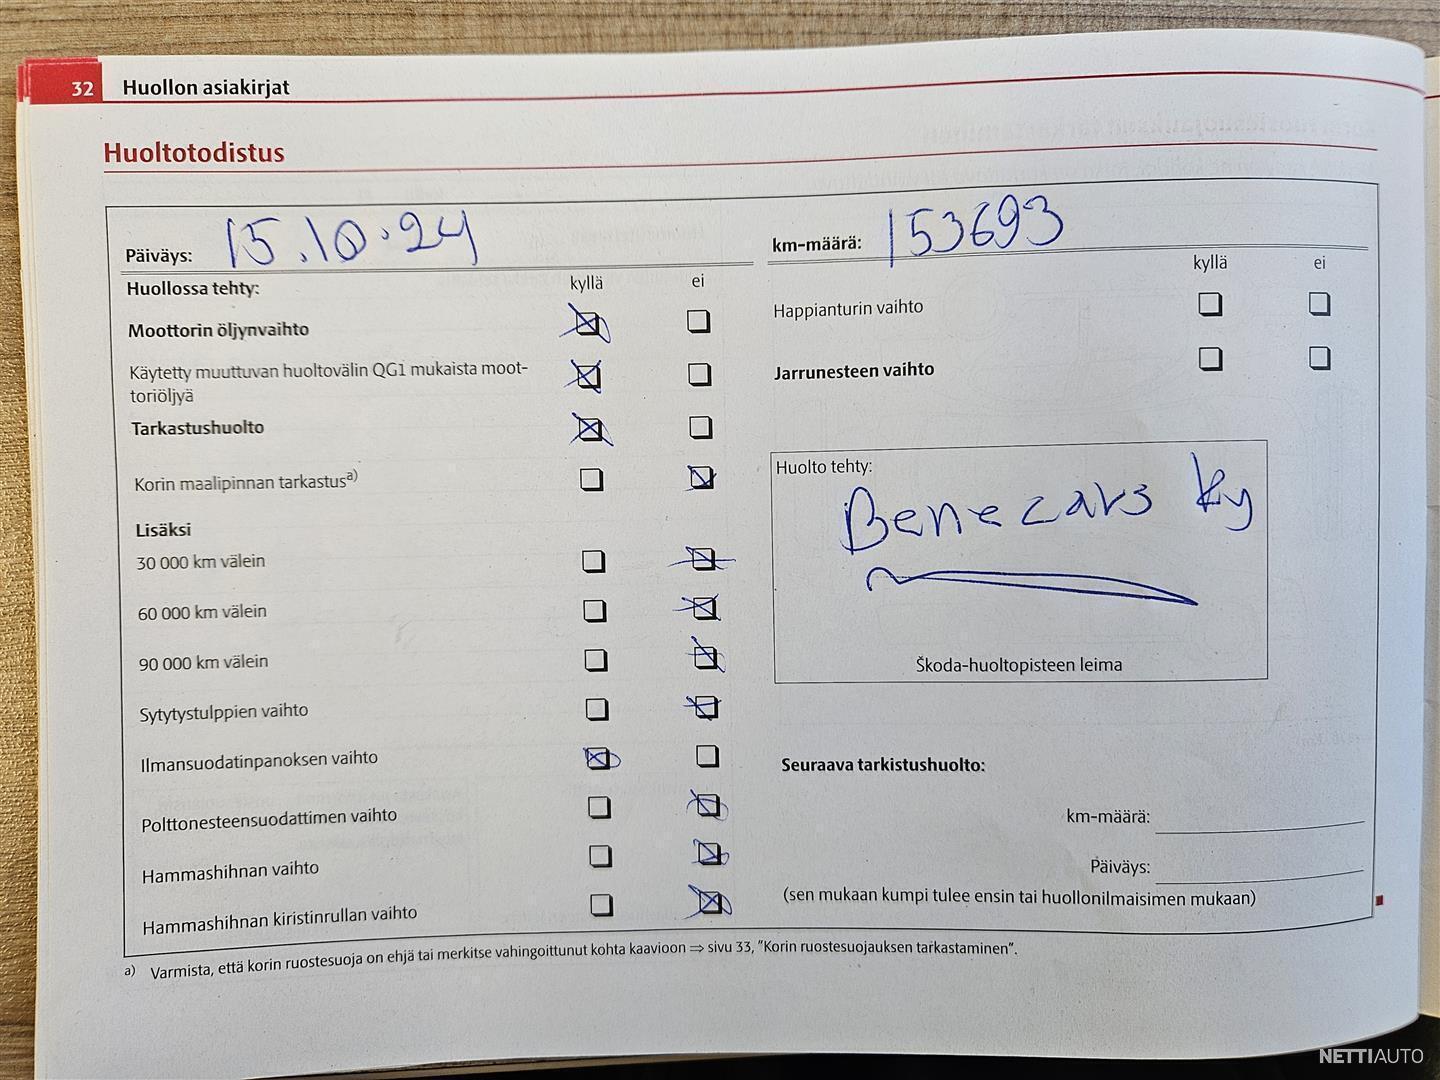 32 Huollon asiakirjat
Huoltotodistus
Päiväys: 15.10.24
km-määrä: 153693
Huollossa tehty: kyllä ei
Moottorin öljynvaihto
Käytetty muuttuvan huoltovälin QG1 mukaista moot-
toriöljyä
Tarkastushuolto
Korin maalipinnan tarkastusa)
Lisäksi
30 000 km välein
60 000 km välein
90 000 km välein
Sytytystulppien vaihto
Ilmansuodatinpanoksen vaihto
Polttonesteensuodattimen vaihto
Hammashihnan vaihto
Hammashihnan kiristinrullan vaihto
kyllä ei
Happianturin vaihto
Jarrunesteen vaihto
Huolto tehty:
Benecars ky
Škoda-huoltopisteen leima
Seuraava tarkistushuolto:
km-määrä:
Päiväys:
(sen mukaan kumpi tulee ensin tai huollonilmaisimen mukaan)
a) Varmista, että korin ruostesuoja on ehjä tai merkitse vahingoittunut kohta kaavioon ⇒ sivu 33, "Korin ruostesuojauksen tarkastaminen".
NETTIAUTO